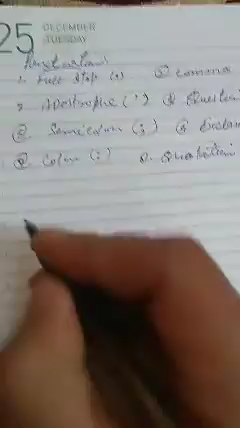 25 DECEMBER
TUESDAY
Punctuation
1. Full Stop (.) ② comma
3. Apostrophe (') ④ Question
⑤. Semicolon (;) ⑥
⑦. Colon (:) 8. Quotation